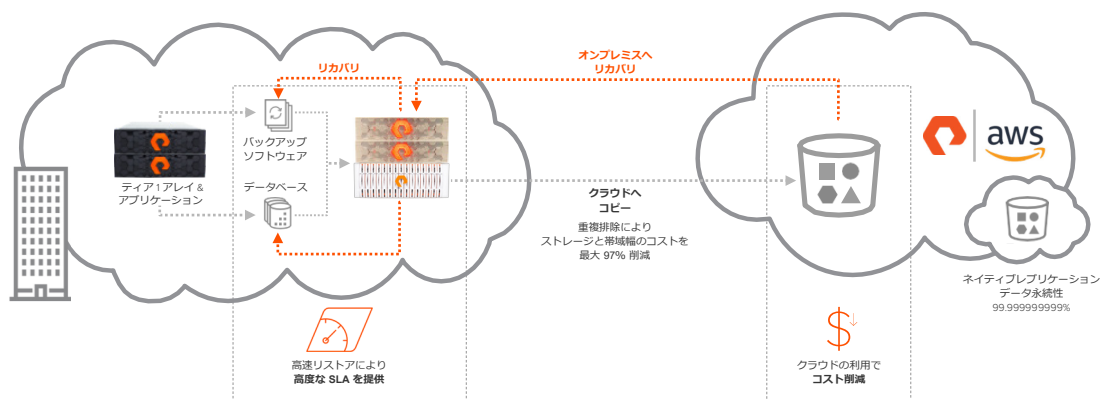 リカバリ
オンプレミスへ
リカバリ
バックアップ
ソフトウェア
aws
ティア 1 アレイ &
アプリケーション
データベース
クラウドへ
コピー
重複排除により
ストレージと帯域幅のコストを
最大 97% 削減
ネイティブレプリケーション
データ永続性
99.999999999%
高速リストアにより
高度な SLA を提供
クラウドの利用で
コスト削減